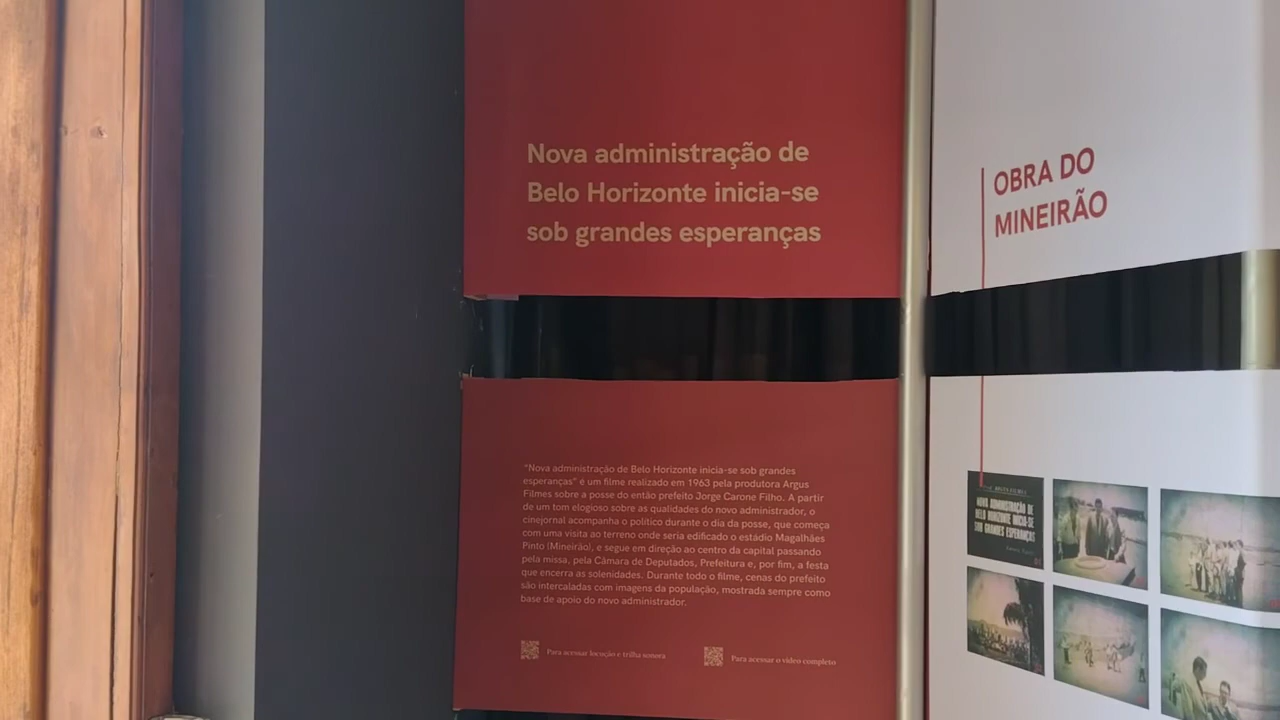 Nova administração de
Belo Horizonte inicia-se
sob grandes esperanças
"Nova administração de Belo Horizonte inicia-se sob grandes
esperanças" é um filme realizado em 1963 pela produtora Argus
Filmes sobre a posse do então prefeito Jorge Carone Filho. A partir
de um tom elogioso sobre as qualidades do novo administrador, o
cinejornal acompanha o político durante o dia da posse, que começa
com uma visita ao terreno onde seria edificado o estádio Magalhães
Pinto (Mineirão), e segue em direção ao centro da capital passando
pela missa, pela Câmara de Deputados, Prefeitura e, por fim, a festa
que encerra as solenidades. Durante todo o filme, cenas do prefeito
são intercaladas com imagens da população, mostrada sempre como
base de apoio do novo administrador.
Para acessar locução e trilha sonora
Para acessar o vídeo completo
OBRA DO
MINEIRÃO
NOVA ADMINISTRAÇÃO DE
BELO HORIZONTE INICIA-SE
SOB GRANDES ESPERANÇAS